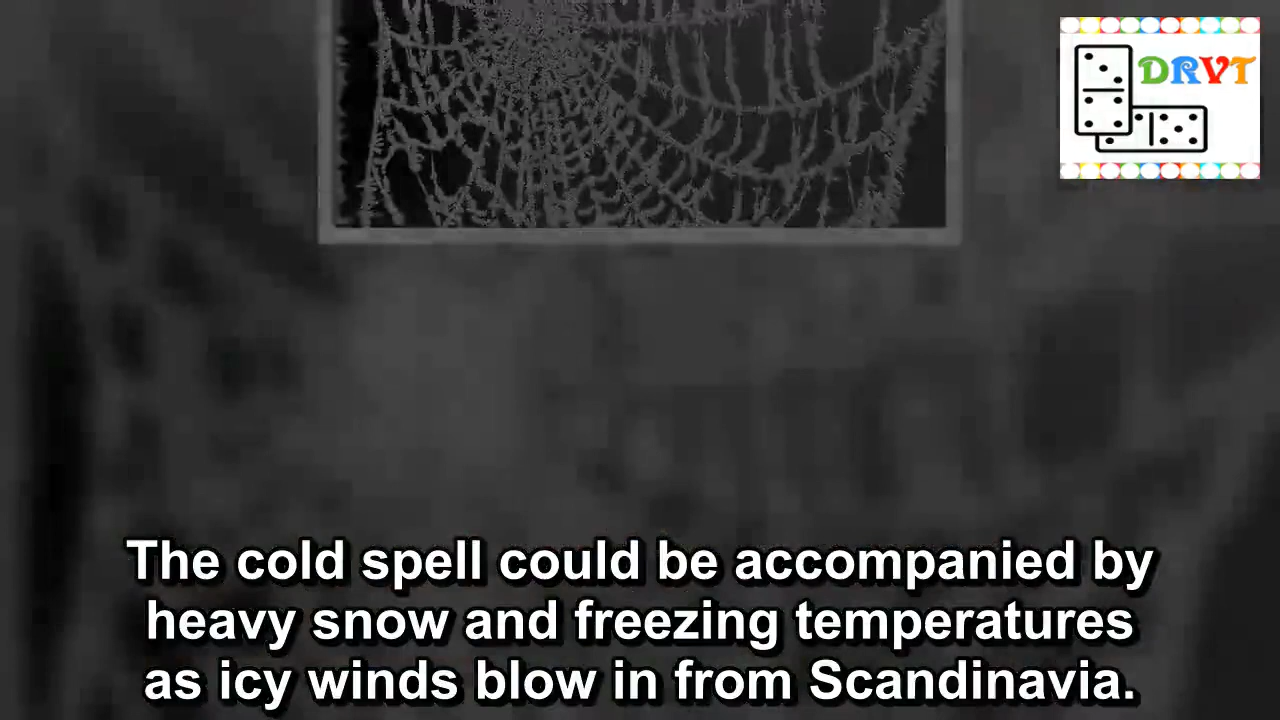 DRVT
The cold spell could be accompanied by
heavy snow and freezing temperatures
as icy winds blow in from Scandinavia.